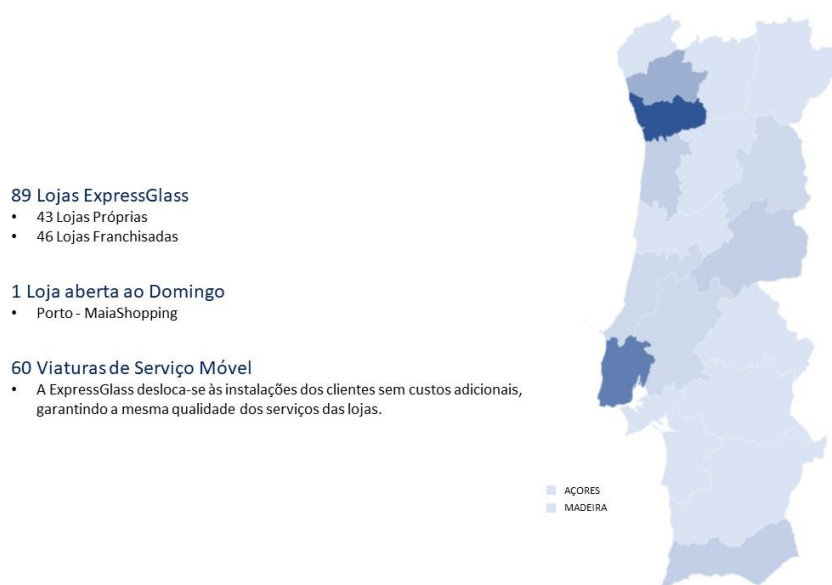 89 Lojas ExpressGlass
• 43 Lojas Próprias
• 46 Lojas Franchisadas
1 Loja aberta ao Domingo
• Porto - MaiaShopping
60 Viaturas de Serviço Móvel
• A ExpressGlass desloca-se às instalações dos clientes sem custos adicionais,
garantindo a mesma qualidade dos serviços das lojas.
AÇORES
MADEIRA